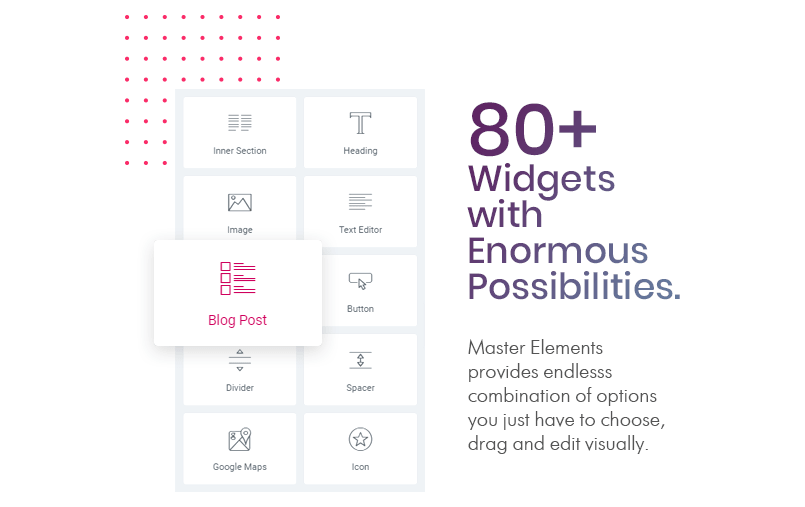 Inner Section
Heading
Image
Text Editor
Blog Post
Button
Divider
Spacer
Google Maps
Icon
80+
Widgets
with
Enormous
Possibilities.
Master Elements
provides endlesss
combination of options
you just have to choose,
drag and edit visually.